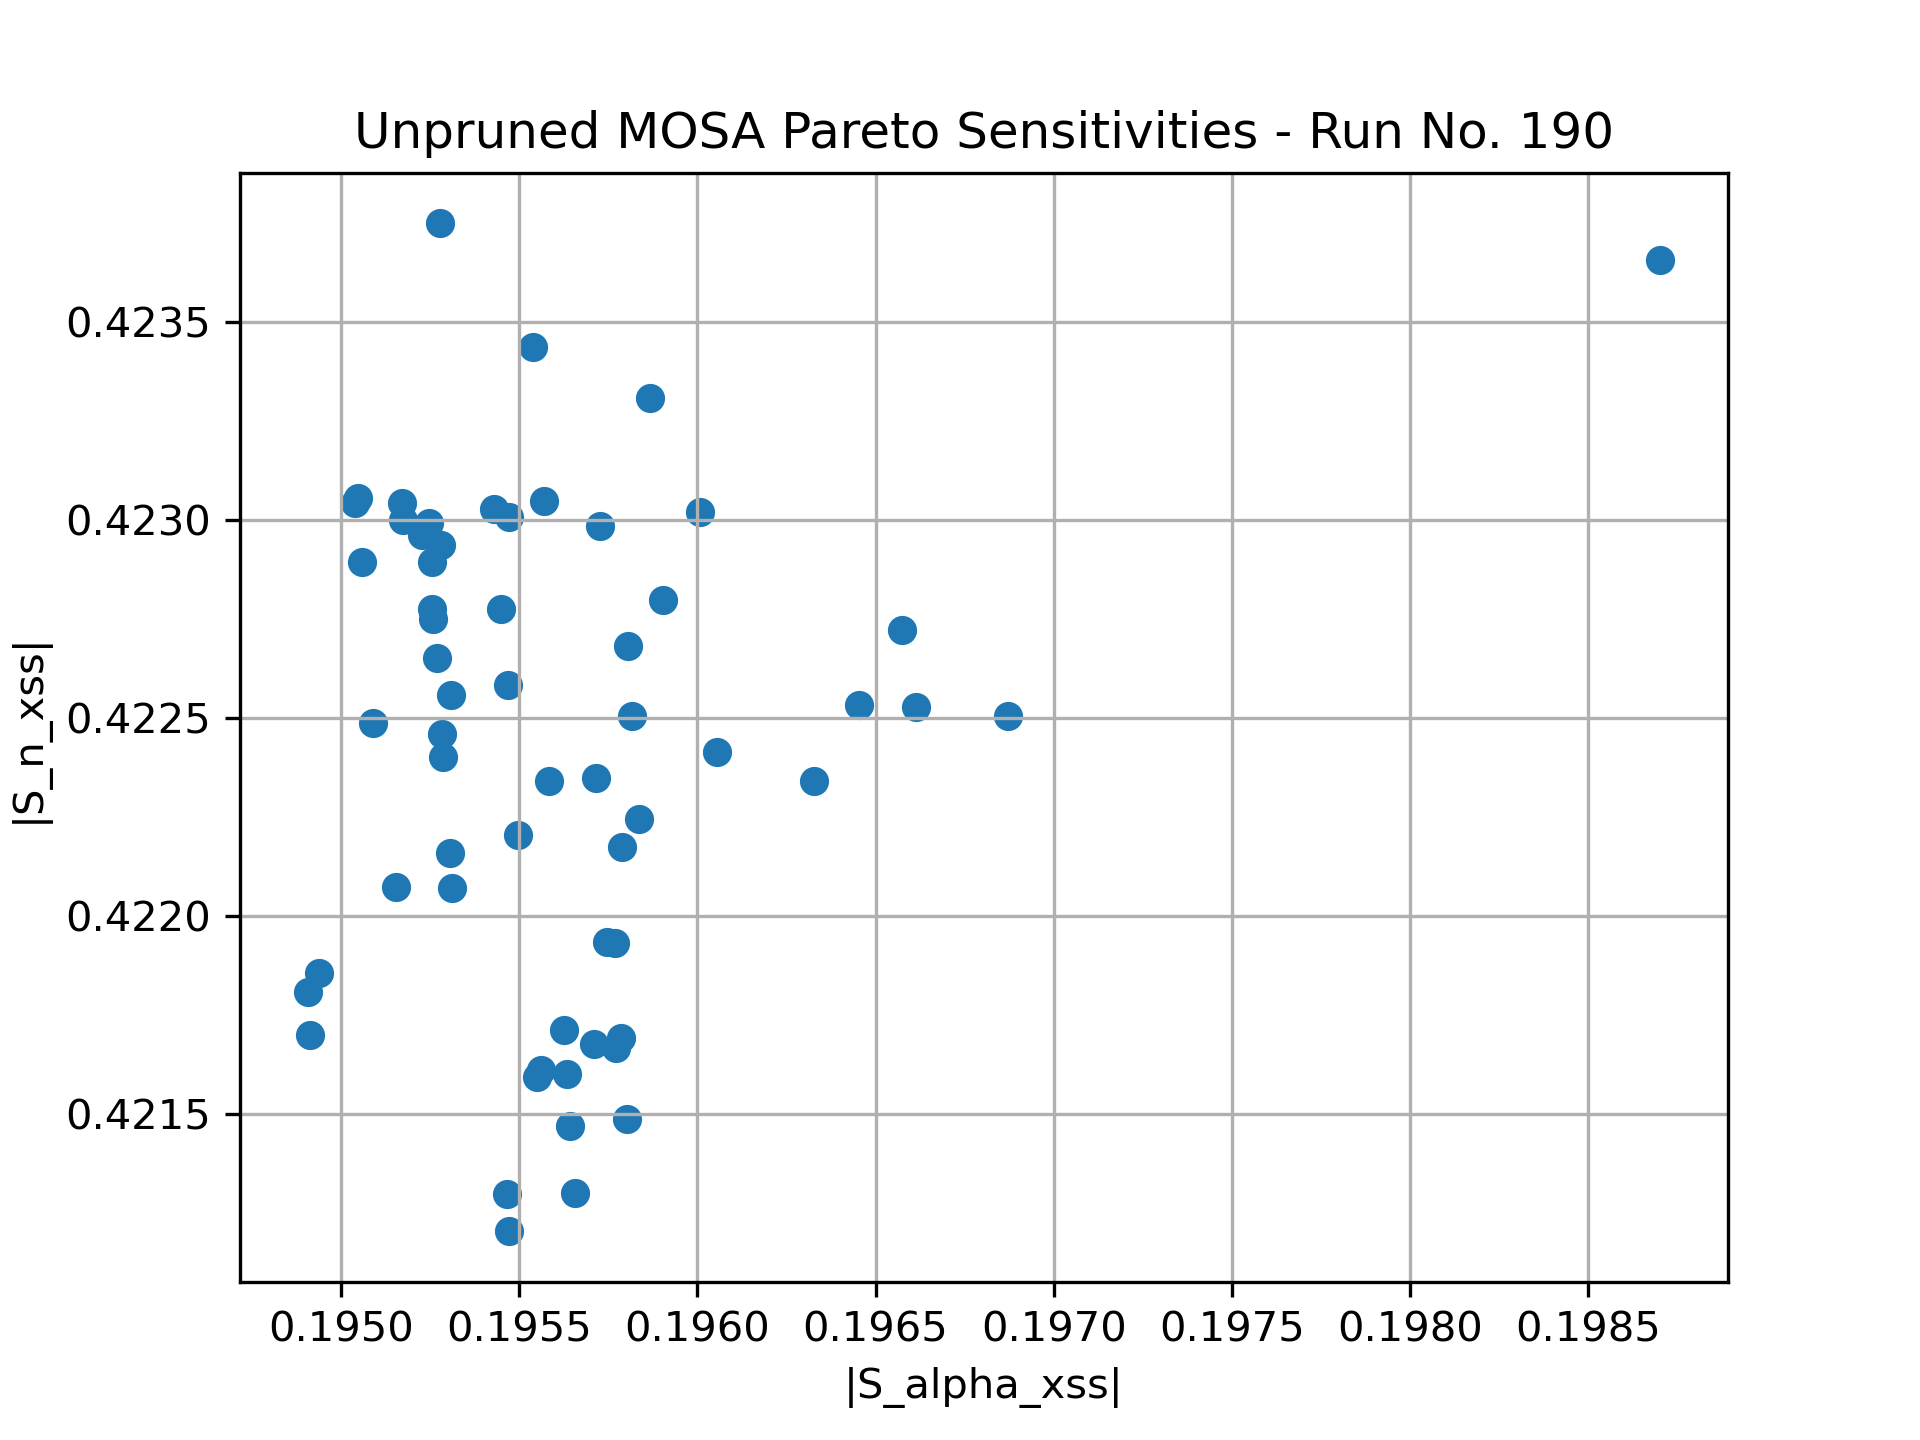 Unpruned MOSA Pareto Sensitivities - Run No. 190
0.4235
0.4230
0.4225
0.4220
0.4215
|S_n_xss|
0.1950 0.1955 0.1960 0.1965 0.1970 0.1975 0.1980 0.1985
|S_alpha_xss|